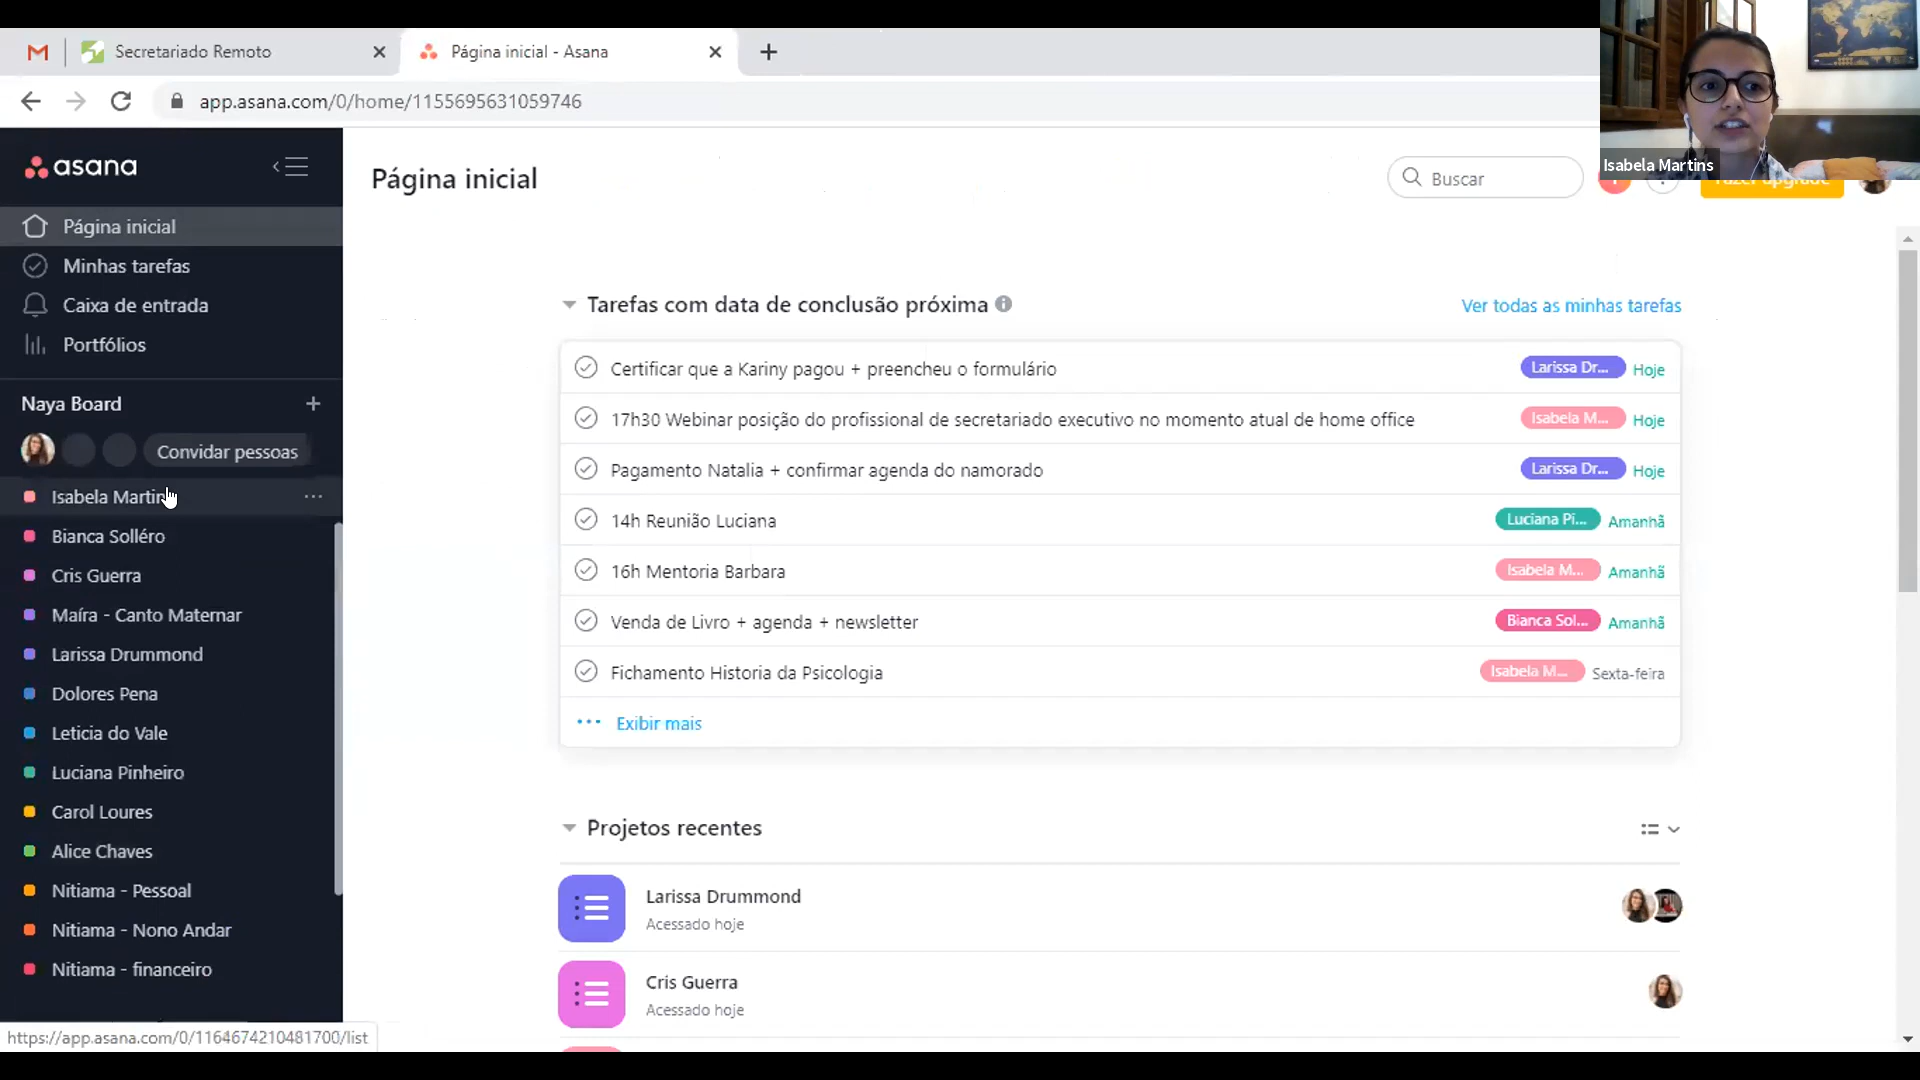 Secretariado Remoto
Página inicial - Asana
app.asana.com/0/home/1155695631059746
Isabela Martins
asana
Página inicial
Buscar
Fazer upgrade
Página inicial
Minhas tarefas
Caixa de entrada
Portfólios
Naya Board
Convidar pessoas
Isabela Martin
Bianca Solléro
Cris Guerra
Maíra - Canto Maternar
Larissa Drummond
Dolores Pena
Leticia do Vale
Luciana Pinheiro
Carol Loures
Alice Chaves
Nitiama - Pessoal
Nitiama - Nono Andar
Nitiama - financeiro
https://app.asana.com/0/1164674210481700/list
Tarefas com data de conclusão próxima
Ver todas as minhas tarefas
Certificar que a Kariny pagou + preencheu o formulário Larissa Dr... Hoje
17h30 Webinar posição do profissional de secretariado executivo no momento atual de home office Isabela M... Hoje
Pagamento Natalia + confirmar agenda do namorado Larissa Dr... Hoje
14h Reunião Luciana Luciana Pi... Amanhã
16h Mentoria Barbara Isabela M... Amanhã
Venda de Livro + agenda + newsletter Bianca Sol... Amanhã
Fichamento Historia da Psicologia Isabela M... Sexta-feira
... Exibir mais
Projetos recentes
Larissa Drummond
Acessado hoje
Cris Guerra
Acessado hoje